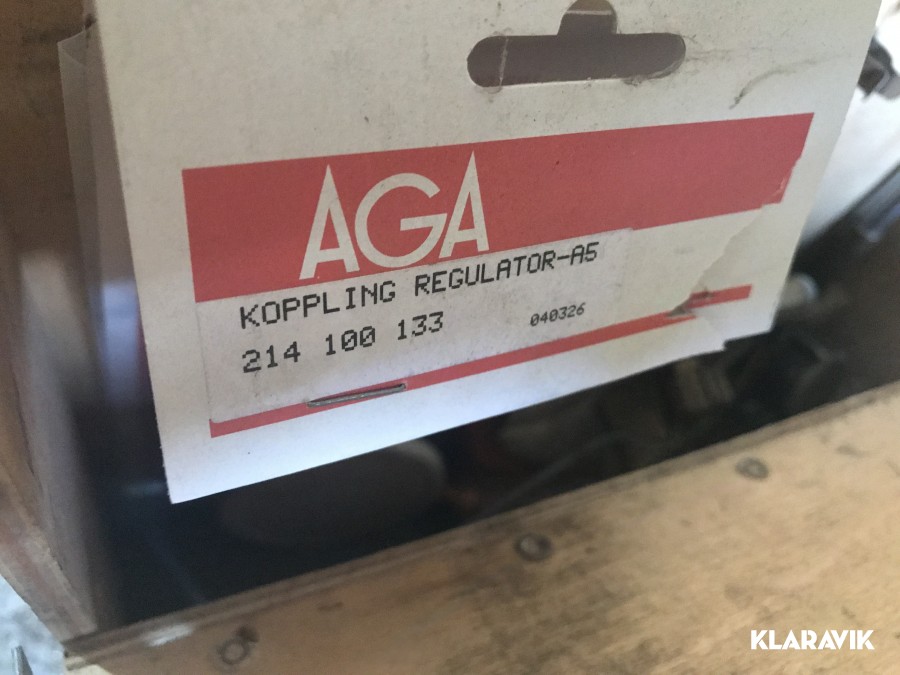 AGA
KOPPLING REGULATOR-A5
214 100 133 040326
KLARAVIK